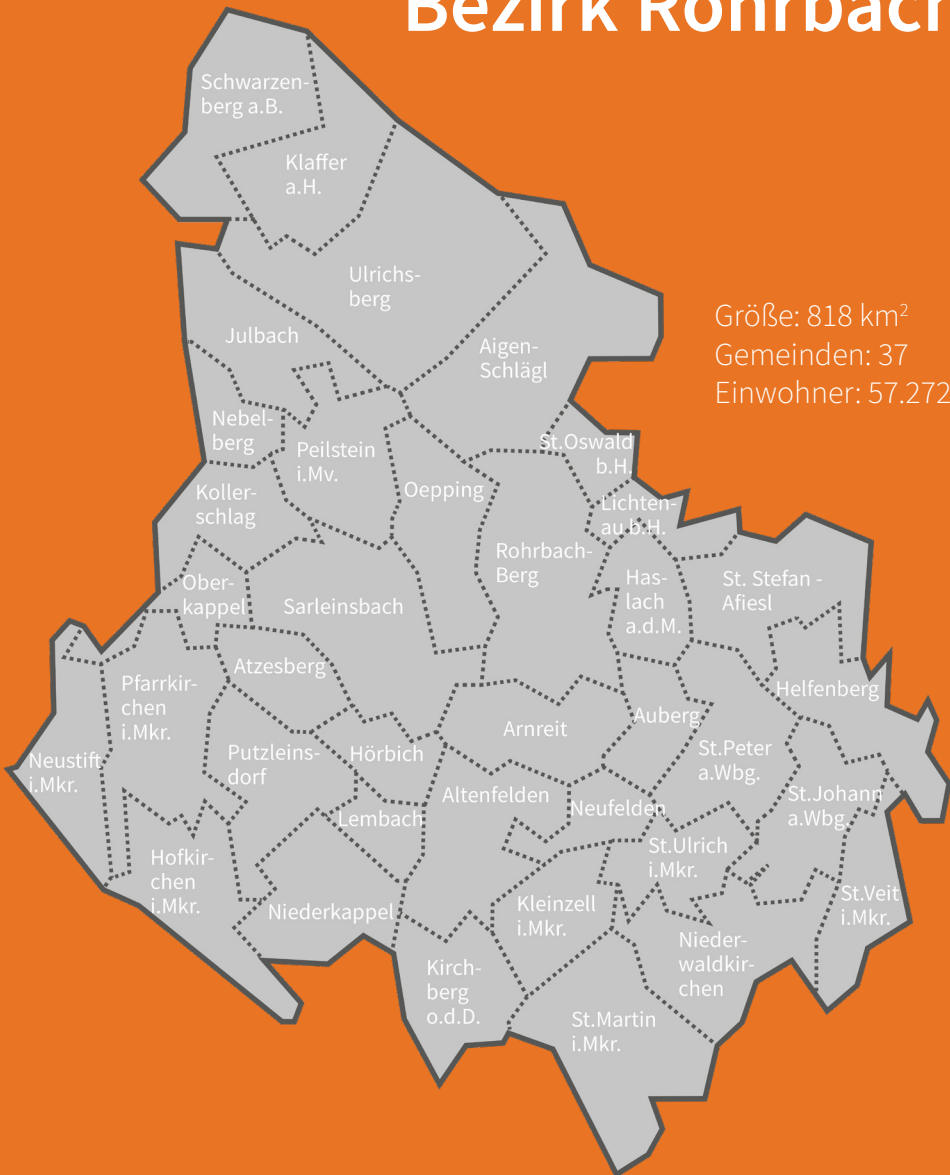 Bezirk Rohrbach
Schwarzen-
berg a.B.
Klaffer
a.H.
Ulrichs-
berg
Größe: 818 km²
Gemeinden: 37
Einwohner: 57.272
Julbach
Aigen-
Schlägl
Nebel-
berg
Peilstein
i.Mv.
St.Oswald
b.H.
Koller-
schlag
Oepping
Lichten-
au b.H.
Rohrbach-
Berg
Ober-
kappel
Sarleinsbach
Has-
lach
a.d.M.
St. Stefan -
Afiesl
Atzesberg
Pfarrkir-
chen
i.Mkr.
Helfenberg
Neustift
i.Mkr.
Putzleins-
dorf
Hörbich
Arnreit
Auberg
St.Peter
a.Wbg.
Altenfelden
Neufelden
St.Johann
a.Wbg.
Lembach
Hofkir-
chen
i.Mkr.
St.Ulrich
i.Mkr.
Niederkappel
Kleinzell
i.Mkr.
St.Veit
i.Mkr.
Kirch-
berg
o.d.D.
Nieder-
waldkir-
chen
St.Martin
i.Mkr.